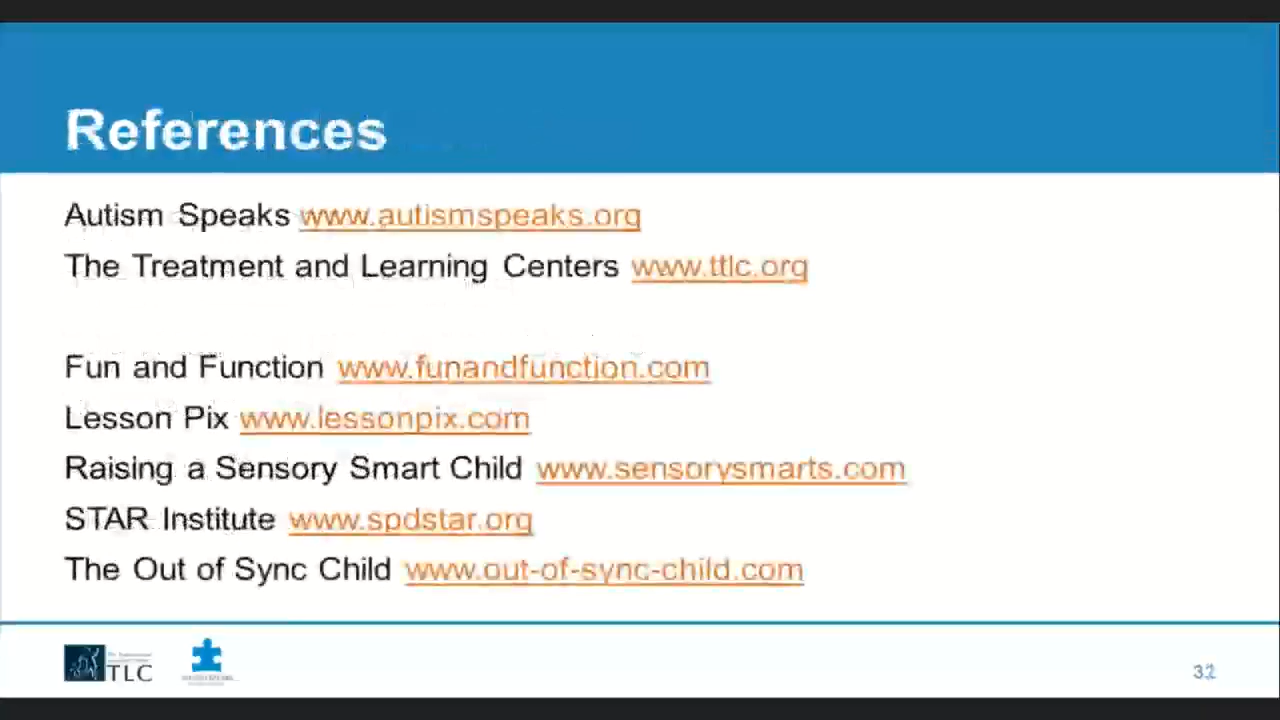 References
Autism Speaks www.autismspeaks.org
The Treatment and Learning Centers www.ttlc.org
Fun and Function www.funandfunction.com
Lesson Pix www.lessonpix.com
Raising a Sensory Smart Child www.sensorysmarts.com
STAR Institute www.spdstar.org
The Out of Sync Child www.out-of-sync-child.com
TLC